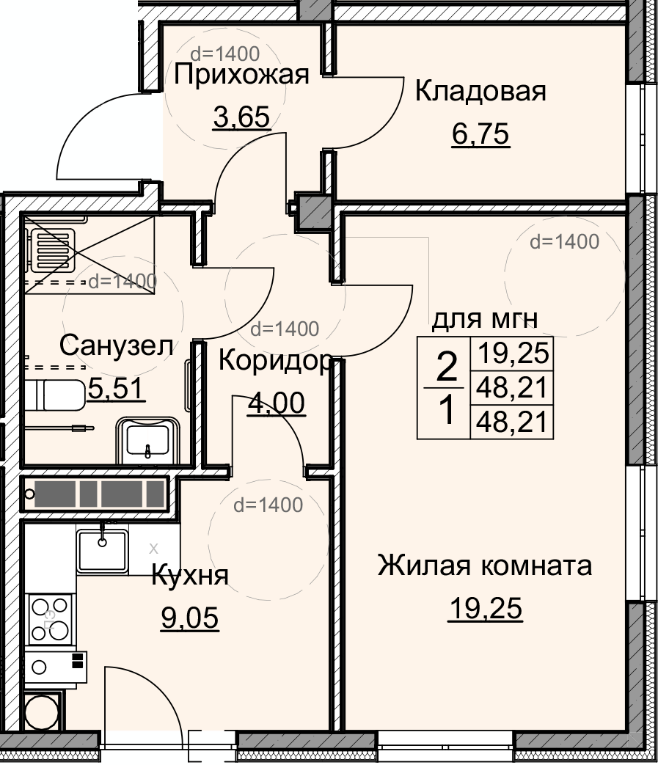 d=1400
Прихожая
3,65
Кладовая
6,75
d=1400
d=1400
d=1400
для мгн
2
1
19,25
48,21
48,21
Санузел
5,51
Коридор
4,00
d=1400
x
Кухня
9,05
Жилая комната
19,25